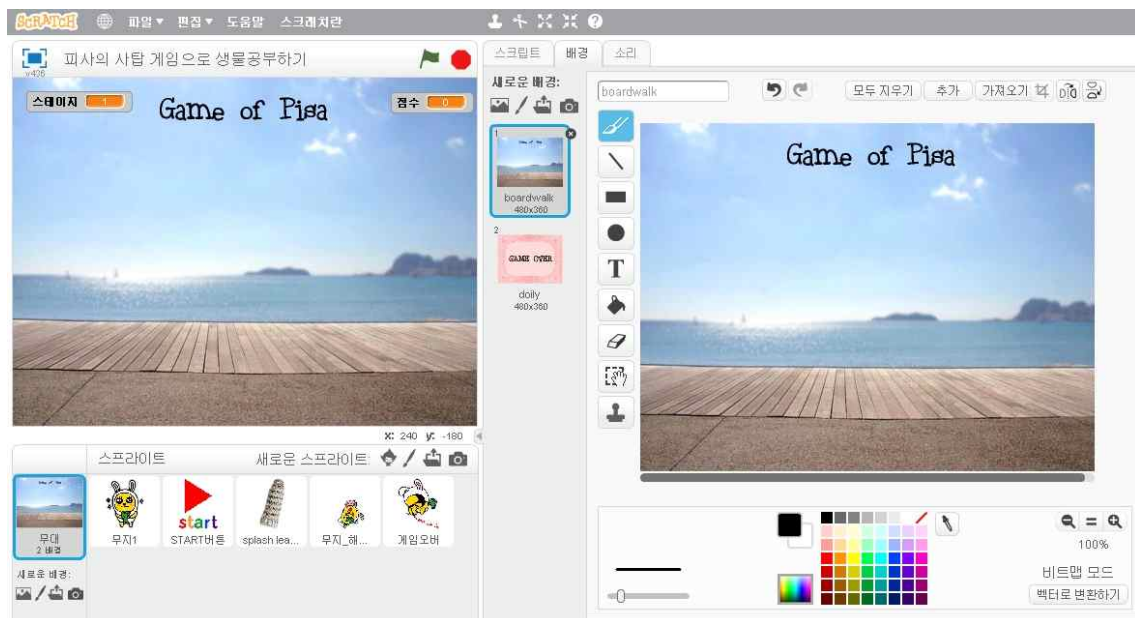 SCRATCH 파일▼ 편집▼ 도움말 스크래치란
피사의 사탑 게임으로 생물공부하기
v426
스테이지 1
Game of Pisa
점수 0
X: 240 y: -180
스프라이트
새로운 스프라이트:
무대
2 배경
새로운 배경:
무지1
START버튼
start
splash lea...
무지_해...
게임오버
스크립트 배경 소리
새로운 배경:
1
boardwalk
480x360
2
GAME OVER
doily
480x360
boardwalk
모두 지우기 추가 가져오기
Game of Pisa
T
100%
비트맵 모드
벡터로 변환하기